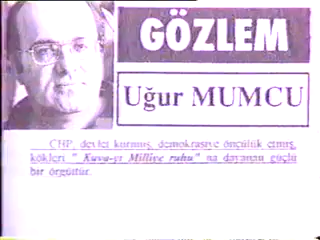 GÖZLEM
Uğur MUMCU
CHP, devlet kurmuş, demokrasiye öncülük etmiş,
kökleri " Kuva-yı Milliye ruhu" na dayanan güçlü
bir örgüttür.